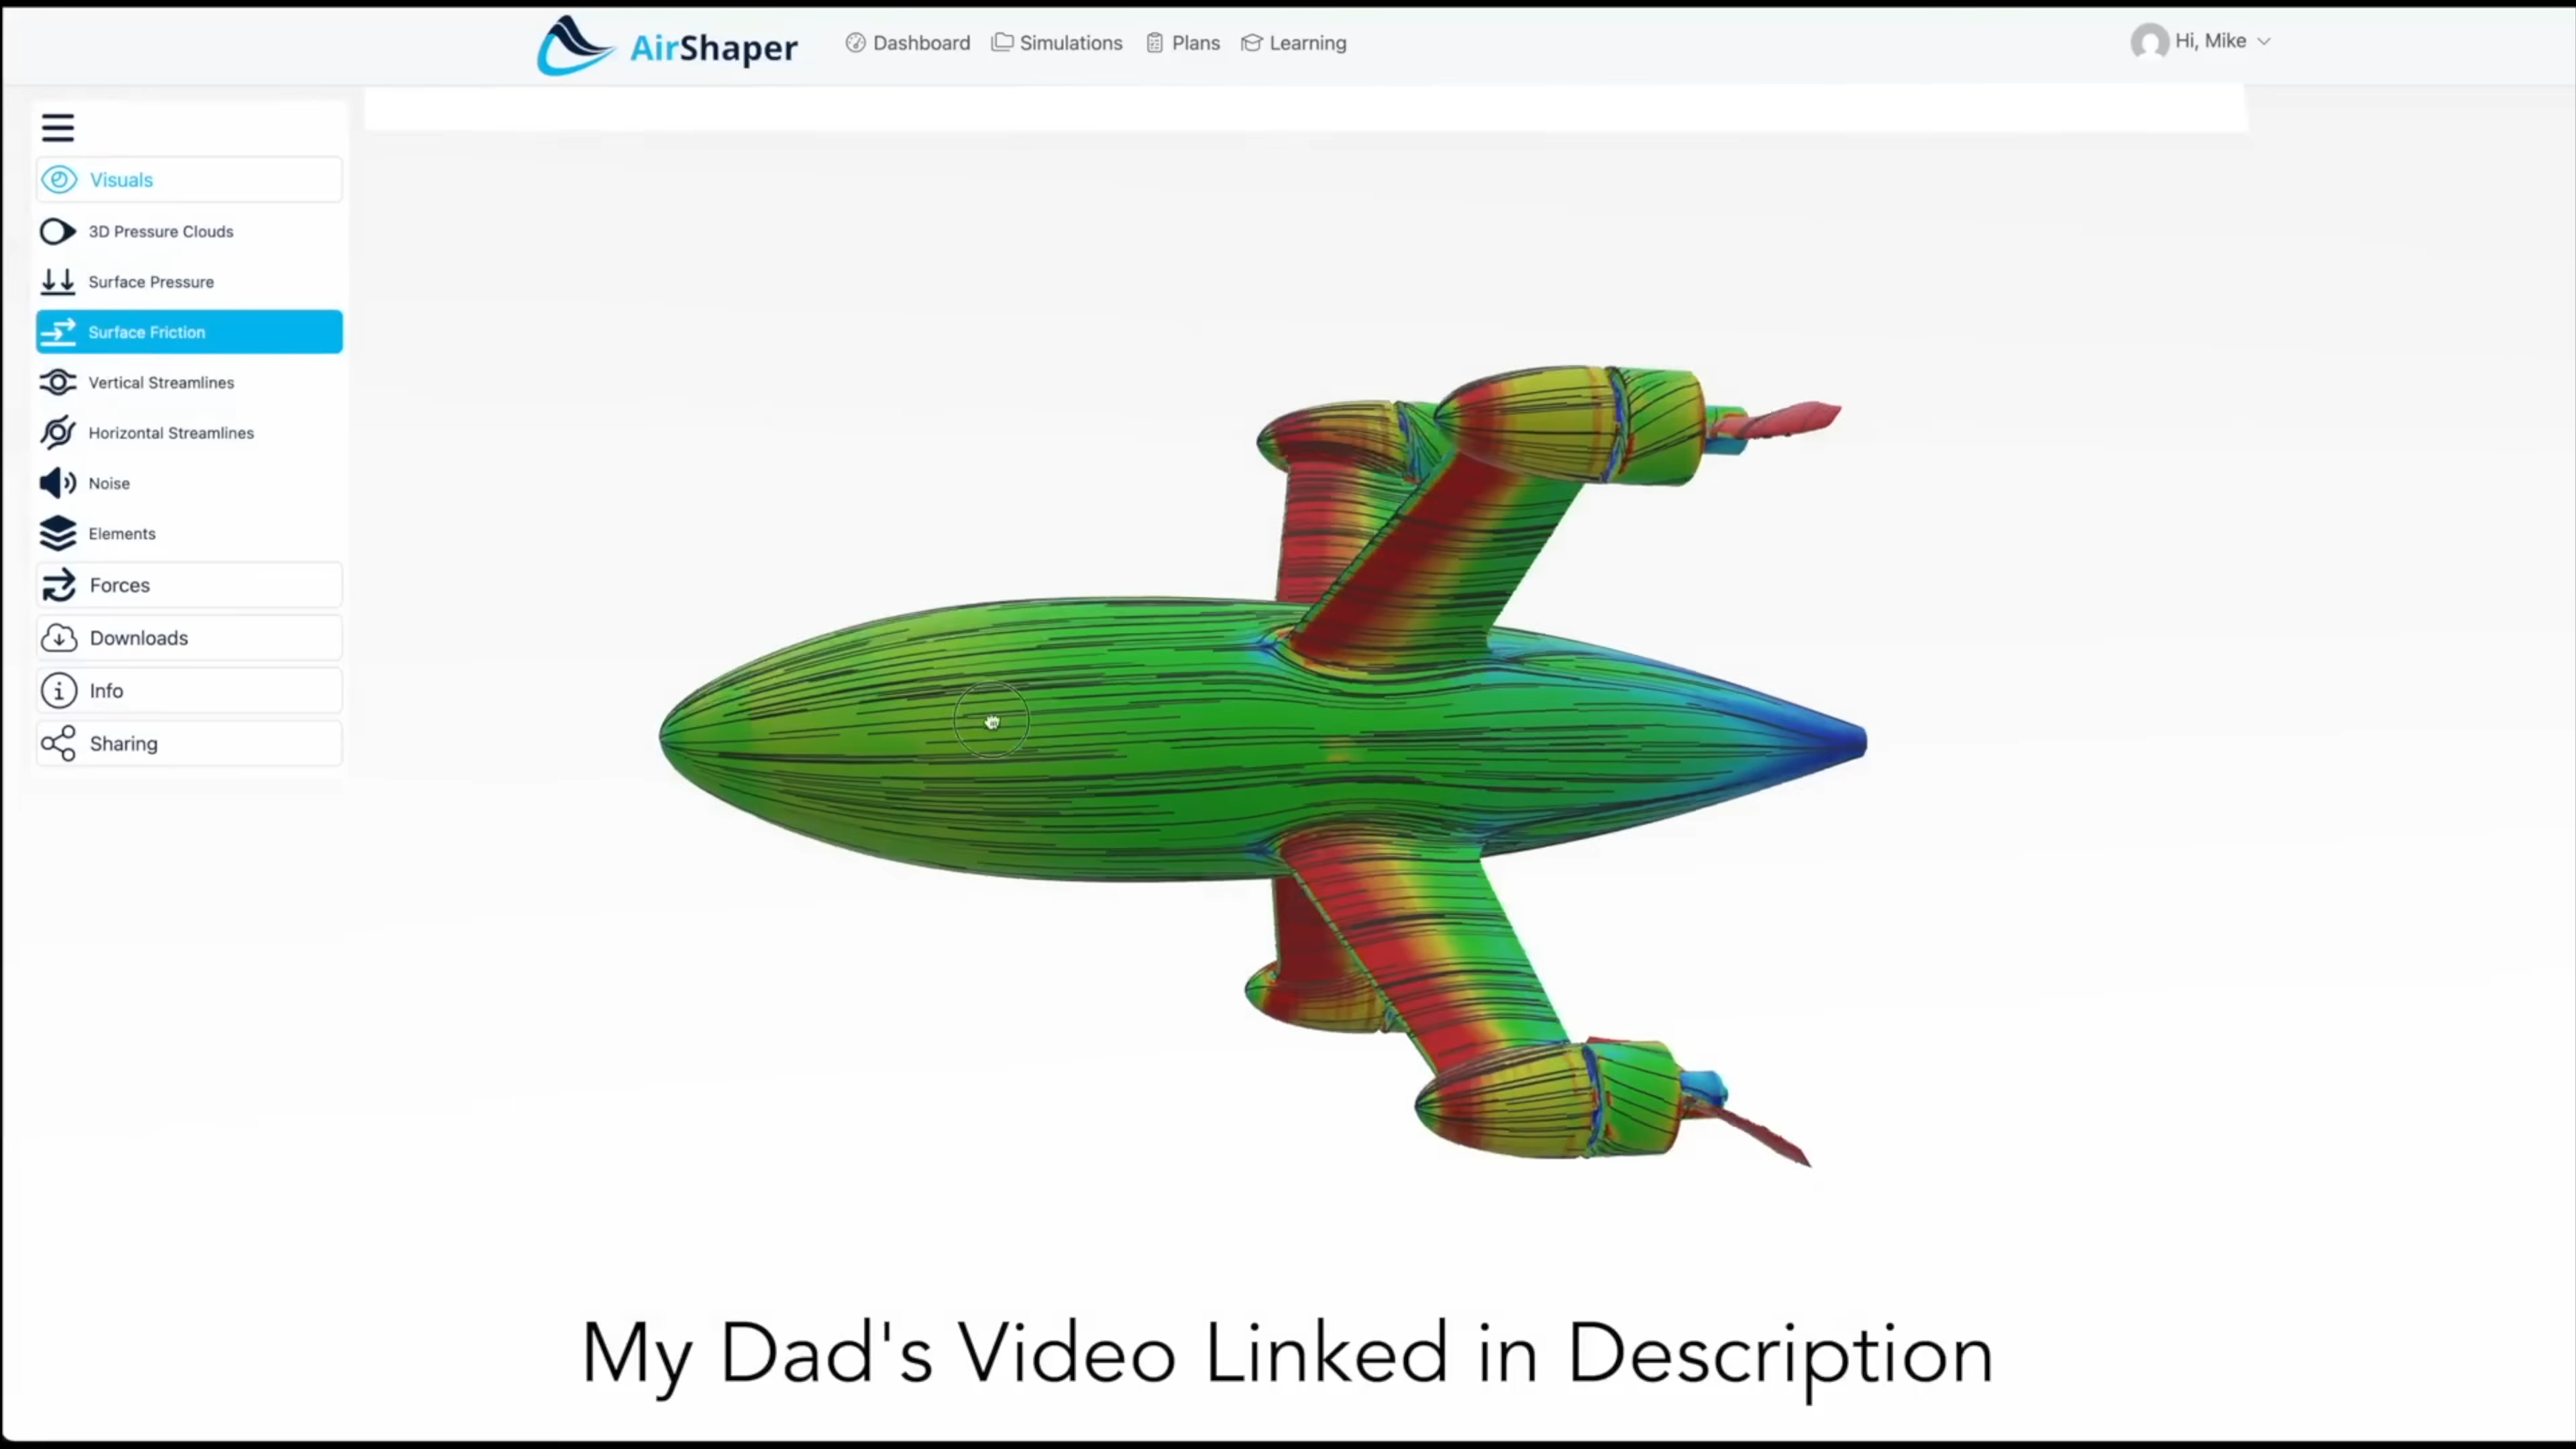 AirShaper
Dashboard
Simulations
Plans
Learning
Hi, Mike
Visuals
3D Pressure Clouds
Surface Pressure
Surface Friction
Vertical Streamlines
Horizontal Streamlines
Noise
Elements
Forces
Downloads
Info
Sharing
My Dad's Video Linked in Description